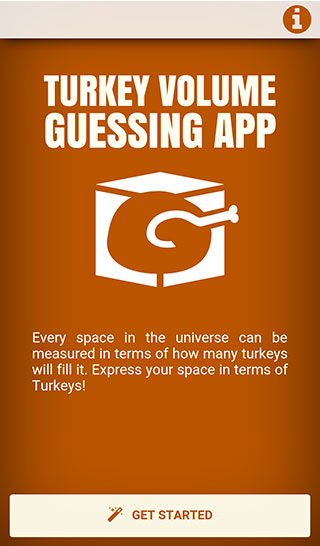 i
TURKEY VOLUME
GUESSING APP
Every space in the universe can be
measured in terms of how many turkeys
will fill it. Express your space in terms of
Turkeys!
GET STARTED